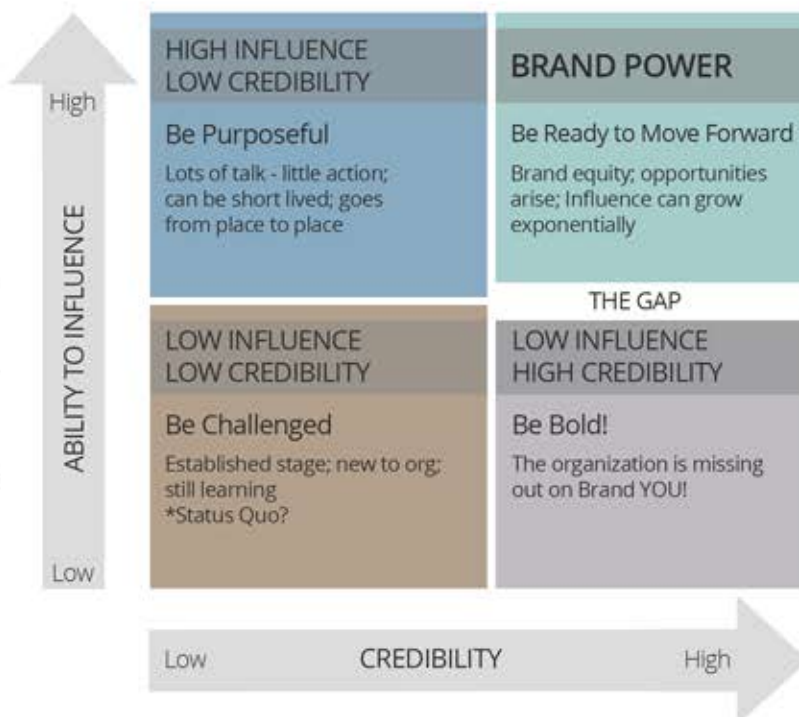 High
ABILITY TO INFLUENCE
Low
HIGH INFLUENCE
LOW CREDIBILITY
Be Purposeful
Lots of talk - little action;
can be short lived; goes
from place to place
BRAND POWER
Be Ready to Move Forward
Brand equity; opportunities
arise; Influence can grow
exponentially
THE GAP
LOW INFLUENCE
LOW CREDIBILITY
Be Challenged
Established stage; new to org;
still learning
*Status Quo?
LOW INFLUENCE
HIGH CREDIBILITY
Be Bold!
The organization is missing
out on Brand YOU!
Low
CREDIBILITY
High